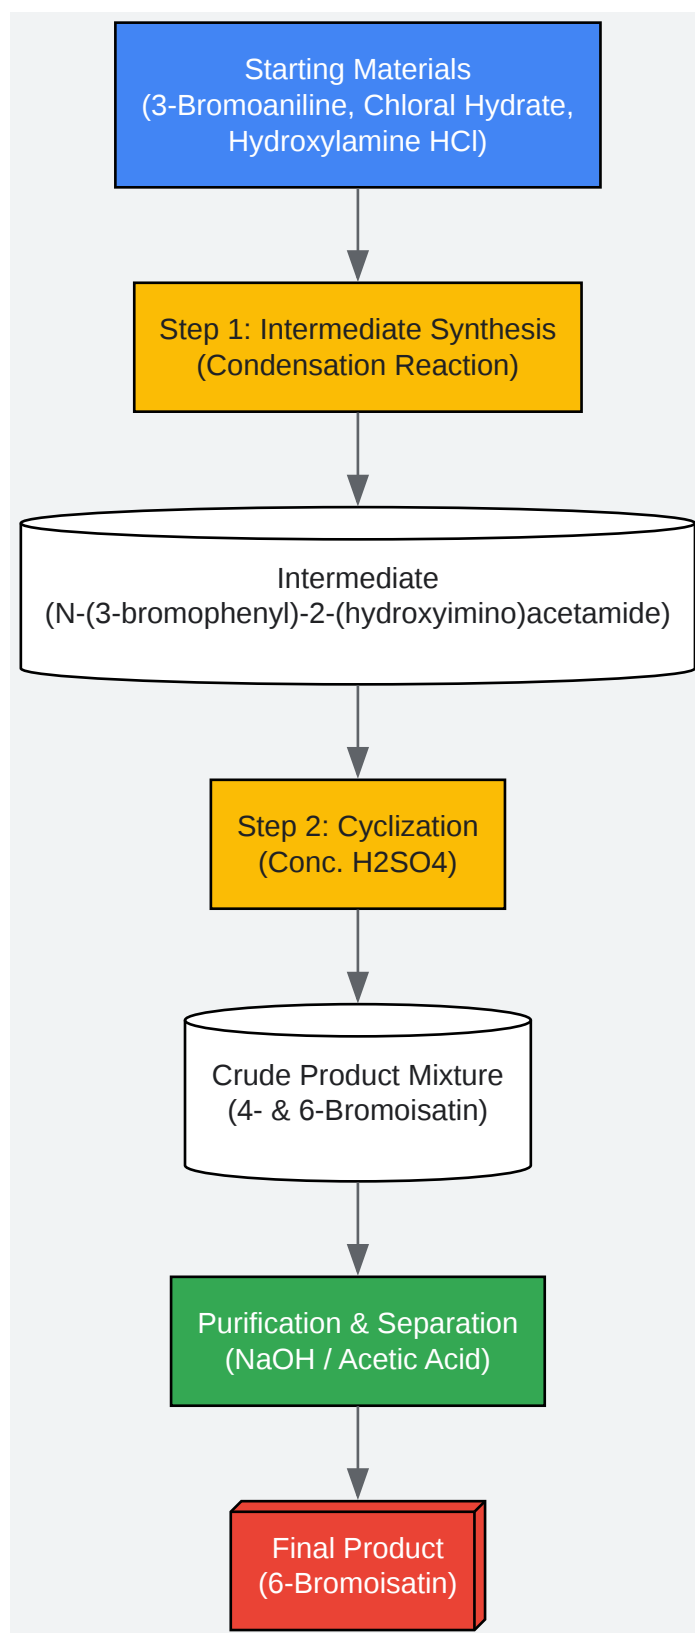 Starting Materials
(3-Bromoaniline, Chloral Hydrate,
Hydroxylamine HCl)
Step 1: Intermediate Synthesis
(Condensation Reaction)
Intermediate
(N-(3-bromophenyl)-2-(hydroxyimino)acetamide)
Step 2: Cyclization
(Conc. H2SO4)
Crude Product Mixture
(4- & 6-Bromoisatin)
Purification & Separation
(NaOH / Acetic Acid)
Final Product
(6-Bromoisatin)